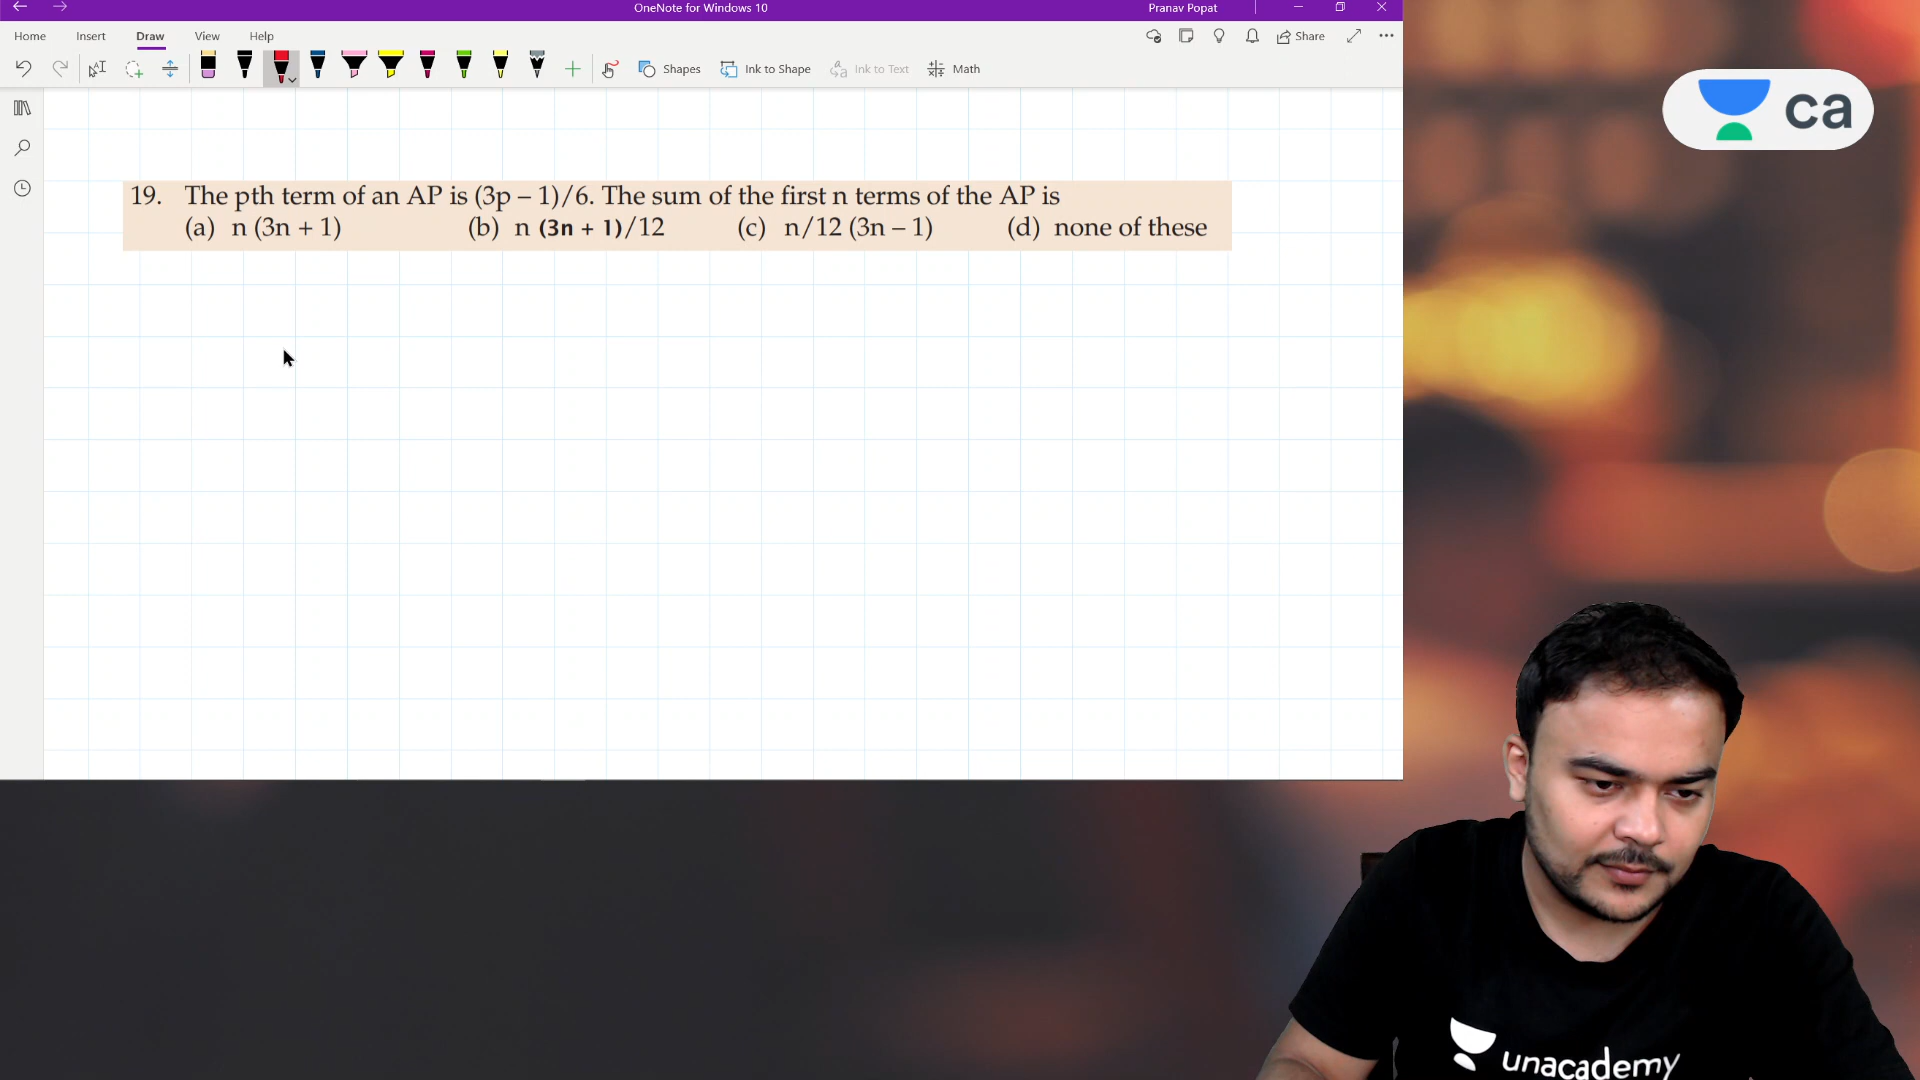 OneNote for Windows 10
Pranav Popat
Home Insert Draw View Help
Share
Shapes Ink to Shape Ink to Text Math
ca
19. The pth term of an AP is (3p – 1)/6. The sum of the first n terms of the AP is
(a) n (3n + 1) (b) n (3n + 1)/12 (c) n/12 (3n – 1) (d) none of these
unacademy